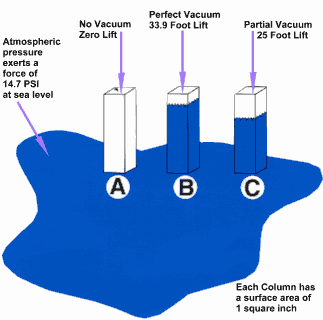 No Vacuum
Zero Lift
Perfect Vacuum
33.9 Foot Lift
Partial Vacuum
25 Foot Lift
Atmospheric
pressure
exerts a
force of
14.7 PSI
at sea level
A
B
C
Each Column has
a surface area of
1 square inch